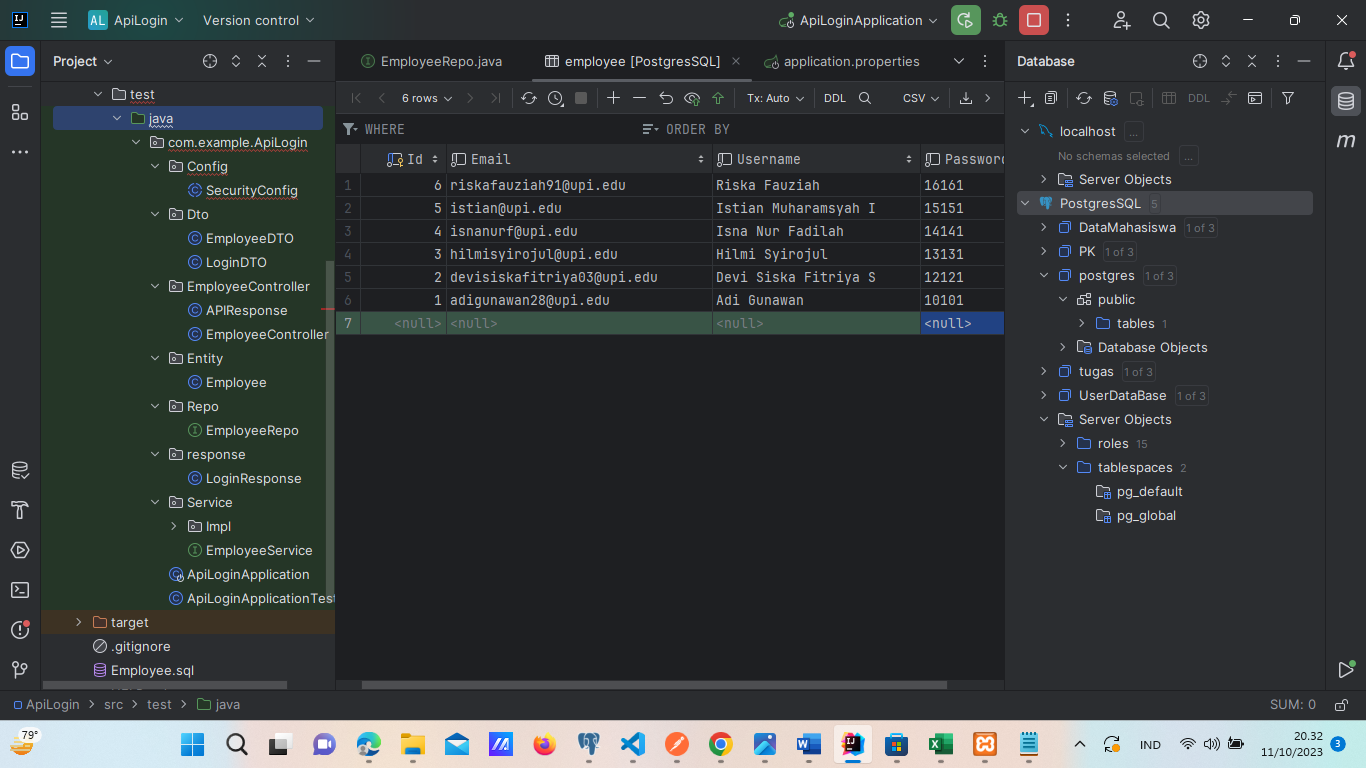 AL ApiLogin Version control ApiLoginApplication
Project
test
java
com.example.ApiLogin
Config
SecurityConfig
Dto
EmployeeDTO
LoginDTO
EmployeeController
APIResponse
EmployeeController
Entity
Employee
Repo
EmployeeRepo
response
LoginResponse
Service
Impl
EmployeeService
ApiLoginApplication
ApiLoginApplicationTest
target
.gitignore
Employee.sql
EmployeeRepo.java employee [PostgresSQL] application.properties
6 rows Tx: Auto DDL CSV
WHERE ORDER BY
Id Email Username Password
1 6 riskafauziah91@upi.edu Riska Fauziah 16161
2 5 istian@upi.edu Istian Muharamsyah I 15151
3 4 isnanurf@upi.edu Isna Nur Fadilah 14141
4 3 hilmisyirojul@upi.edu Hilmi Syirojul 13131
5 2 devisiskafitriya03@upi.edu Devi Siska Fitriya S 12121
6 1 adigunawan28@upi.edu Adi Gunawan 10101
7 <null> <null> <null> <null>
Database
DDL
localhost ...
No schemas selected ...
Server Objects
PostgresSQL 5
DataMahasiswa 1 of 3
PK 1 of 3
postgres 1 of 3
public
tables 1
Database Objects
tugas 1 of 3
UserDataBase 1 of 3
Server Objects
roles 15
tablespaces 2
pg_default
pg_global
m
ApiLogin > src > test > java SUM: 0
79° IND 20.32
11/10/2023 3